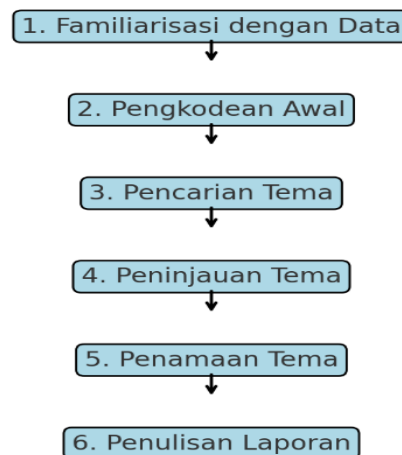 1. Familiarisasi dengan Data
2. Pengkodean Awal
3. Pencarian Tema
4. Peninjauan Tema
5. Penamaan Tema
6. Penulisan Laporan